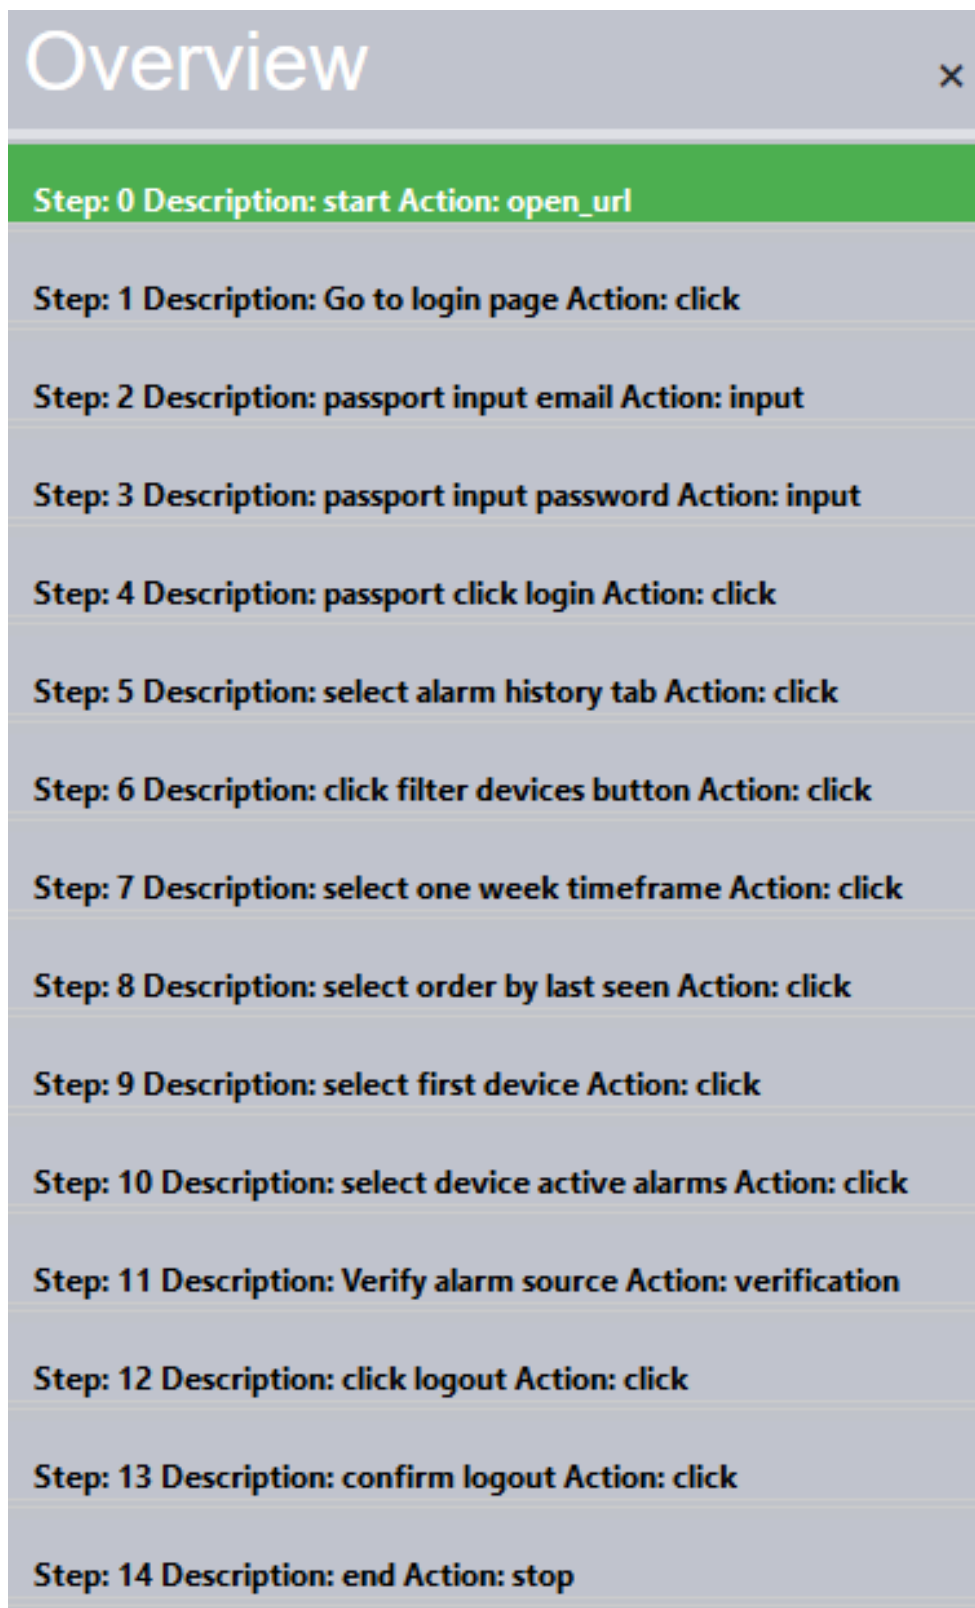 Overview
×
Step: 0 Description: start Action: open_url
Step: 1 Description: Go to login page Action: click
Step: 2 Description: passport input email Action: input
Step: 3 Description: passport input password Action: input
Step: 4 Description: passport click login Action: click
Step: 5 Description: select alarm history tab Action: click
Step: 6 Description: click filter devices button Action: click
Step: 7 Description: select one week timeframe Action: click
Step: 8 Description: select order by last seen Action: click
Step: 9 Description: select first device Action: click
Step: 10 Description: select device active alarms Action: click
Step: 11 Description: Verify alarm source Action: verification
Step: 12 Description: click logout Action: click
Step: 13 Description: confirm logout Action: click
Step: 14 Description: end Action: stop